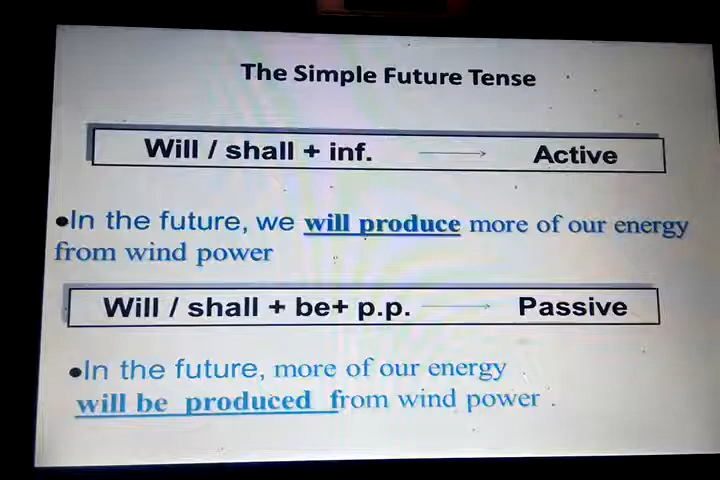 The Simple Future Tense
Will / shall + inf. → Active
•In the future, we will produce more of our energy
from wind power
Will / shall + be+ p.p. → Passive
•In the future, more of our energy
will be produced from wind power .